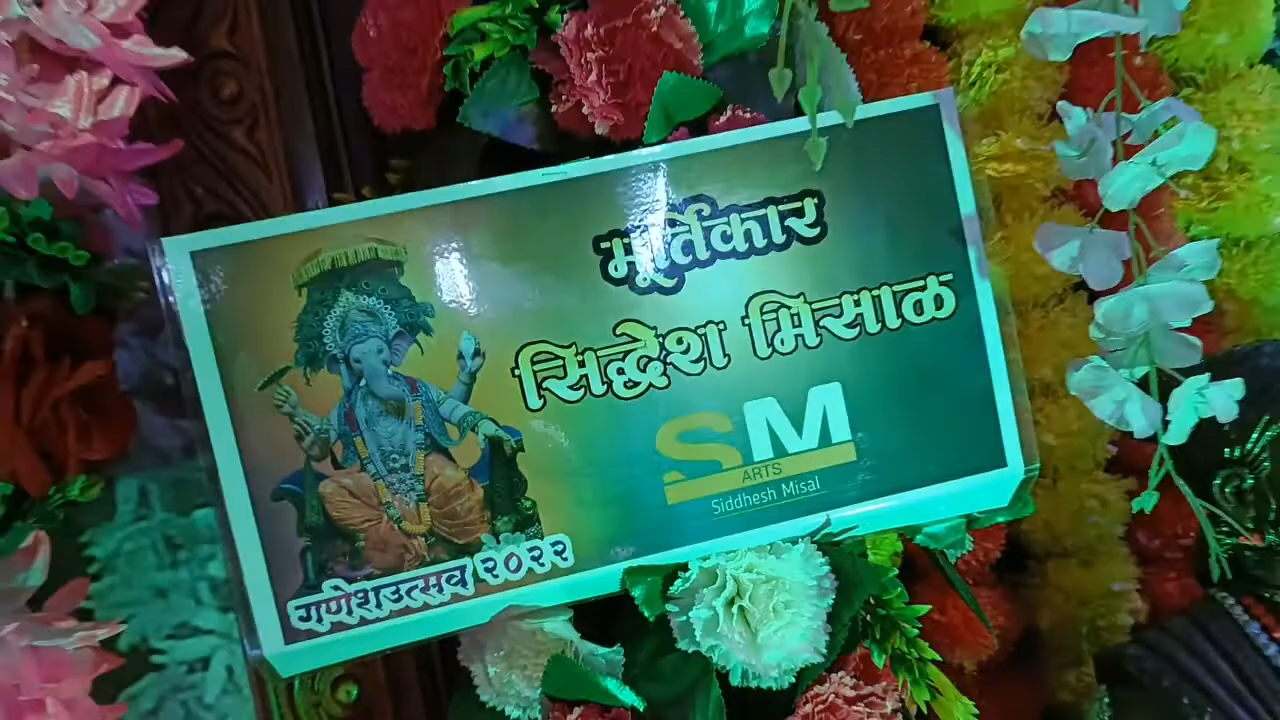 मूर्तिकार
सिद्धेश मिसाळ
SM
ARTS
Siddhesh Misal
गणेशउत्सव २०२२